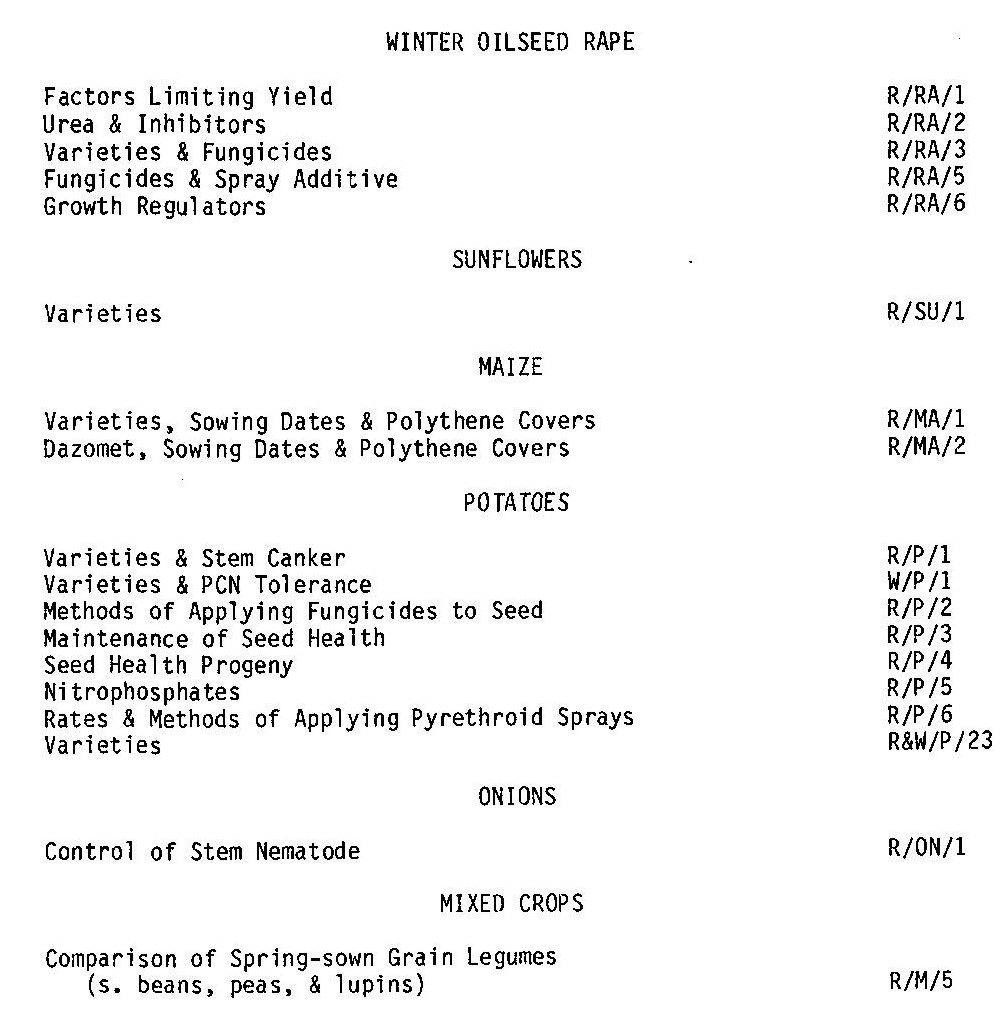 WINTER OILSEED RAPE
Factors Limiting Yield R/RA/1
Urea & Inhibitors R/RA/2
Varieties & Fungicides R/RA/3
Fungicides & Spray Additive R/RA/5
Growth Regulators R/RA/6
SUNFLOWERS
Varieties R/SU/1
MAIZE
Varieties, Sowing Dates & Polythene Covers R/MA/1
Dazomet, Sowing Dates & Polythene Covers R/MA/2
POTATOES
Varieties & Stem Canker R/P/1
Varieties & PCN Tolerance W/P/1
Methods of Applying Fungicides to Seed R/P/2
Maintenance of Seed Health R/P/3
Seed Health Progeny R/P/4
Nitrophosphates R/P/5
Rates & Methods of Applying Pyrethroid Sprays R/P/6
Varieties R&W/P/23
ONIONS
Control of Stem Nematode R/ON/1
MIXED CROPS
Comparison of Spring-sown Grain Legumes
(s. beans, peas, & lupins) R/M/5